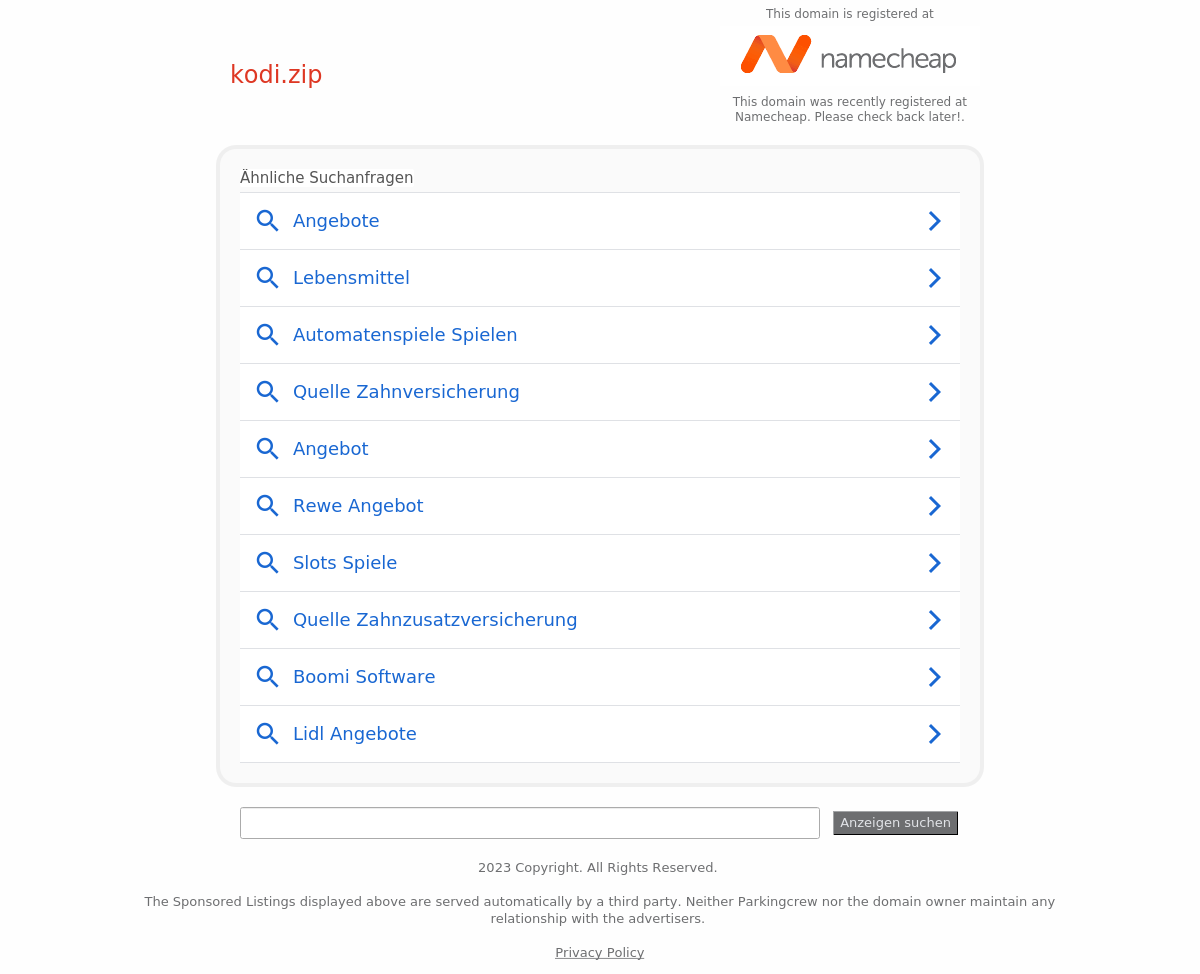 This domain is registered at
namecheap
kodi.zip
This domain was recently registered at
Namecheap. Please check back later!.
Ähnliche Suchanfragen
Angebote
Lebensmittel
Automatenspiele Spielen
Quelle Zahnversicherung
Angebot
Rewe Angebot
Slots Spiele
Quelle Zahnzusatzversicherung
Boomi Software
Lidl Angebote
Anzeigen suchen
2023 Copyright. All Rights Reserved.
The Sponsored Listings displayed above are served automatically by a third party. Neither Parkingcrew nor the domain owner maintain any
relationship with the advertisers.
Privacy Policy